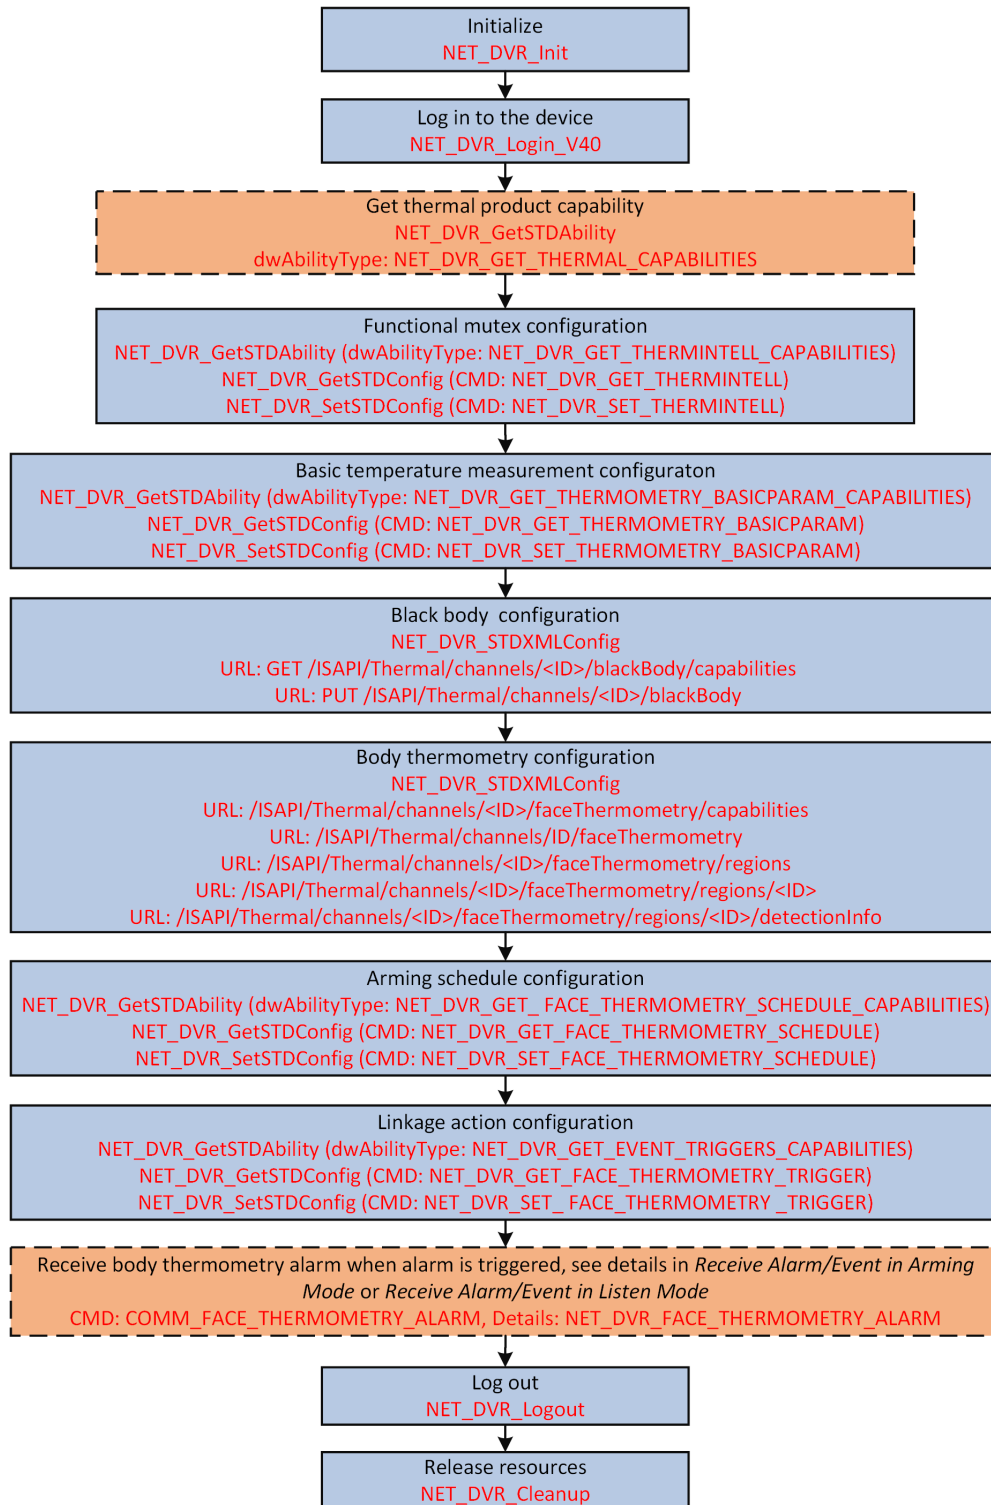 Initialize
NET_DVR_Init
Log in to the device
NET_DVR_Login_V40
Get thermal product capability
NET_DVR_GetSTDAbility
dwAbilityType: NET_DVR_GET_THERMAL_CAPABILITIES
Functional mutex configuration
NET_DVR_GetSTDAbility (dwAbilityType: NET_DVR_GET_THERMINTELL_CAPABILITIES)
NET_DVR_GetSTDConfig (CMD: NET_DVR_GET_THERMINTELL)
NET_DVR_SetSTDConfig (CMD: NET_DVR_SET_THERMINTELL)
Basic temperature measurement configuraton
NET_DVR_GetSTDAbility (dwAbilityType: NET_DVR_GET_THERMOMETRY_BASICPARAM_CAPABILITIES)
NET_DVR_GetSTDConfig (CMD: NET_DVR_GET_THERMOMETRY_BASICPARAM)
NET_DVR_SetSTDConfig (CMD: NET_DVR_SET_THERMOMETRY_BASICPARAM)
Black body  configuration
NET_DVR_STDXMLConfig
URL: GET /ISAPI/Thermal/channels/<ID>/blackBody/capabilities
URL: PUT /ISAPI/Thermal/channels/<ID>/blackBody
Body thermometry configuration
NET_DVR_STDXMLConfig
URL: /ISAPI/Thermal/channels/<ID>/faceThermometry/capabilities
URL: /ISAPI/Thermal/channels/ID/faceThermometry
URL: /ISAPI/Thermal/channels/<ID>/faceThermometry/regions
URL: /ISAPI/Thermal/channels/<ID>/faceThermometry/regions/<ID>
URL: /ISAPI/Thermal/channels/<ID>/faceThermometry/regions/<ID>/detectionInfo
Arming schedule configuration
NET_DVR_GetSTDAbility (dwAbilityType: NET_DVR_GET_ FACE_THERMOMETRY_SCHEDULE_CAPABILITIES)
NET_DVR_GetSTDConfig (CMD: NET_DVR_GET_FACE_THERMOMETRY_SCHEDULE)
NET_DVR_SetSTDConfig (CMD: NET_DVR_SET_FACE_THERMOMETRY_SCHEDULE)
Linkage action configuration
NET_DVR_GetSTDAbility (dwAbilityType: NET_DVR_GET_EVENT_TRIGGERS_CAPABILITIES)
NET_DVR_GetSTDConfig (CMD: NET_DVR_GET_FACE_THERMOMETRY_TRIGGER)
NET_DVR_SetSTDConfig (CMD: NET_DVR_SET_ FACE_THERMOMETRY _TRIGGER)
Receive body thermometry alarm when alarm is triggered, see details in Receive Alarm/Event in Arming
Mode or Receive Alarm/Event in Listen Mode
CMD: COMM_FACE_THERMOMETRY_ALARM, Details: NET_DVR_FACE_THERMOMETRY_ALARM
Log out
NET_DVR_Logout
Release resources
NET_DVR_Cleanup